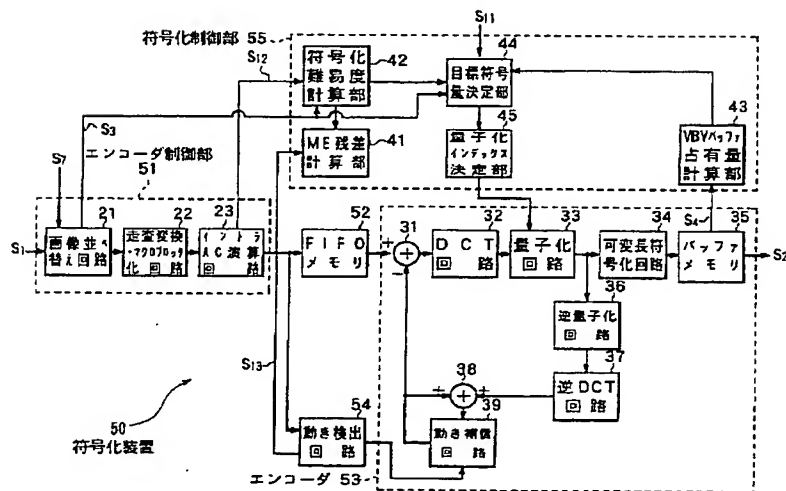 S11
符号化制御部 55
42
44
S12
符号化
難易度
計算部
目標符号
量決定部
45
43
S3
ME残差
計算部
41
量子化
インデックス
決定部
VBVバッファ
占有量
計算部
S7
エンコーダ制御部
51
21
22
23
52
31
32
33
34
S4
35
S1
画像並べ
替え回路
走査変換
・マクロブロック
化回路
イントラ
AC演算
回路
FIFO
メモリ
+
+
-
DCT
回路
量子化
回路
可変長符
号化回路
バッファ
メモリ
S2
36
逆量子化
回路
S13
38
37
+
+
+
逆DCT
回路
50
符号化装置
54
39
動き検出
回路
動き補償
回路
エンコーダ 53